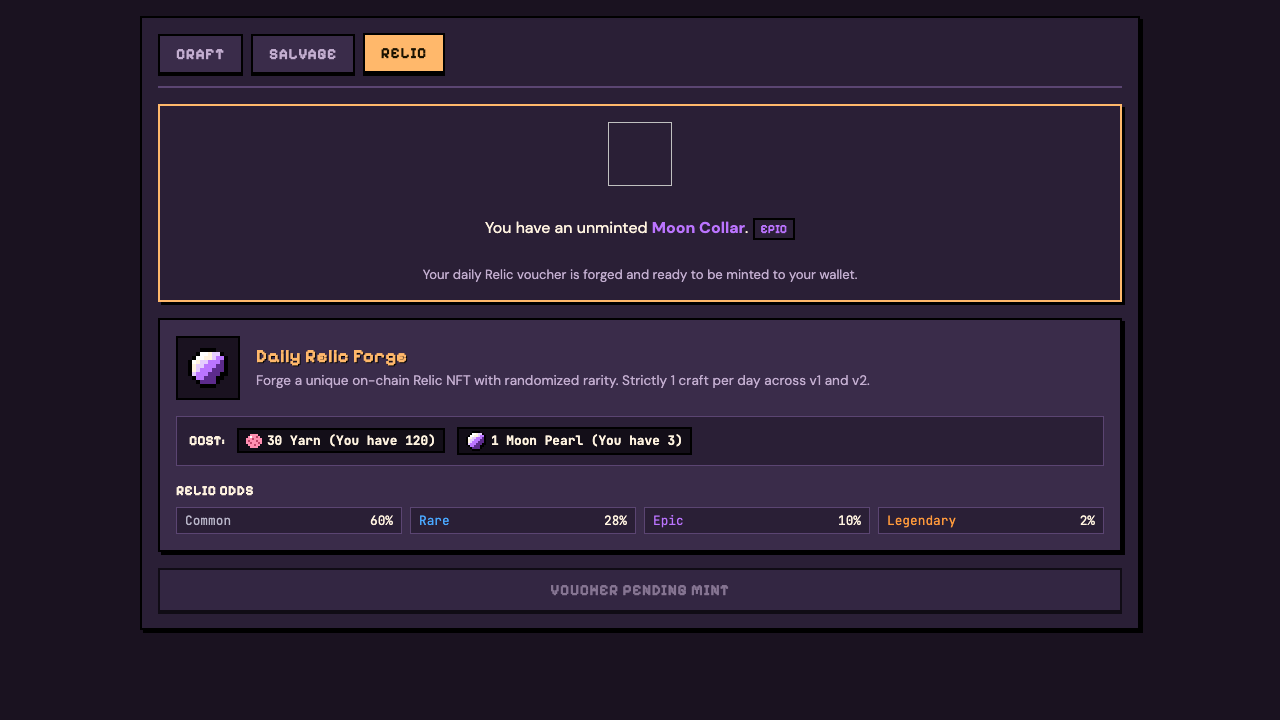 CRAFT
SALVAGE
RELIC
You have an unminted Moon Collar. EPIC
Your daily Relic voucher is forged and ready to be minted to your wallet.
Daily Relic Forge
Forge a unique on-chain Relic NFT with randomized rarity. Strictly 1 craft per day across v1 and v2.
COST: 30 Yarn (You have 120) 1 Moon Pearl (You have 3)
RELIC ODDS
Common 60%
Rare 28%
Epic 10%
Legendary 2%
VOUCHER PENDING MINT